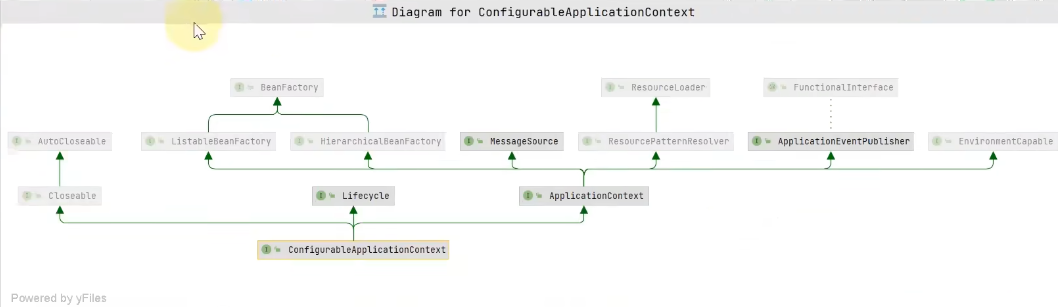 Diagram for ConfigurableApplicationContext
BeanFactory
ResourceLoader
FunctionalInterface
AutoCloseable
ListableBeanFactory
HierarchicalBeanFactory
MessageSource
ResourcePatternResolver
ApplicationEventPublisher
EnvironmentCapable
Closeable
Lifecycle
ApplicationContext
ConfigurableApplicationContext
Powered by yFiles